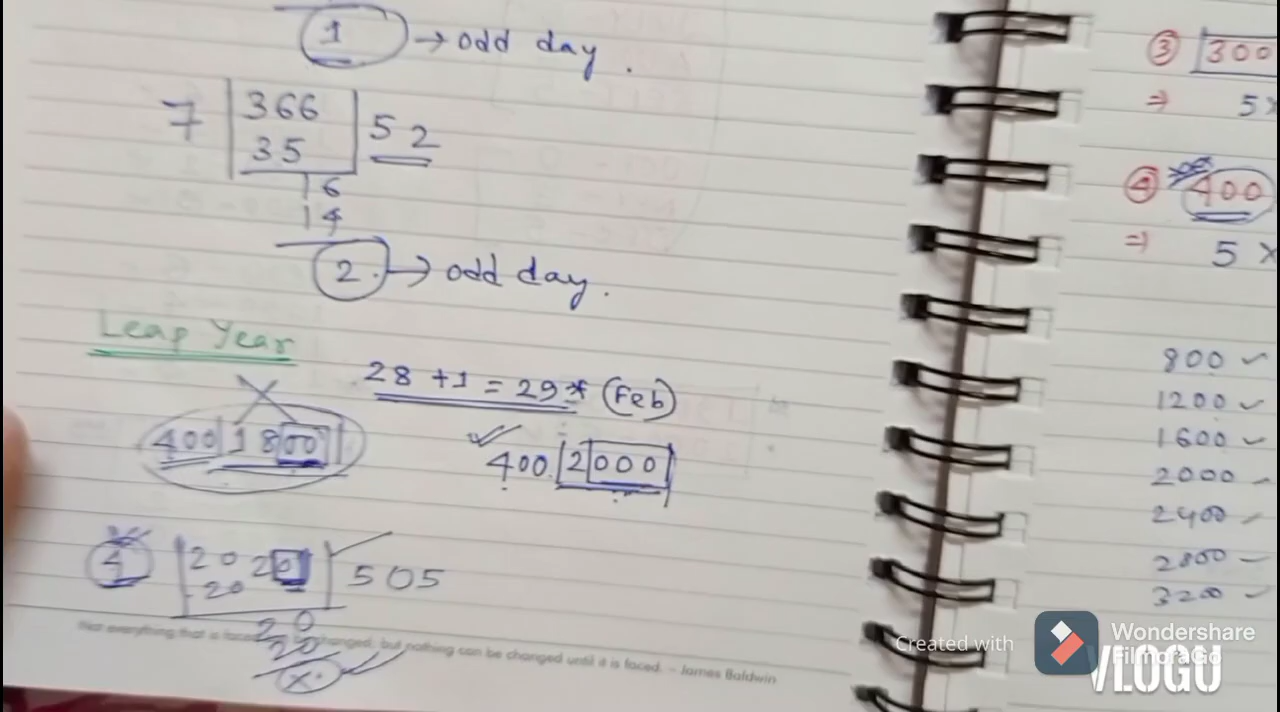 1 → odd day.
7 | 366 | 52
35
16
14
2 → odd day.
Leap Year
28 + 1 = 29 (Feb)
400 | 1800 |
400 | 2000 |
4 | 2020 | 505
20
20
20
x
Not everything that is faced changed, but nothing can be changed until it is faced. – James Baldwin
③ 300
⇒ 5 ×
④ 400
⇒ 5 ×
800 ✓
1200 ✓
1600 ✓
2000
2400
2800
3200 ✓
Created with
Wondershare
FilmoraGo
VLOGU